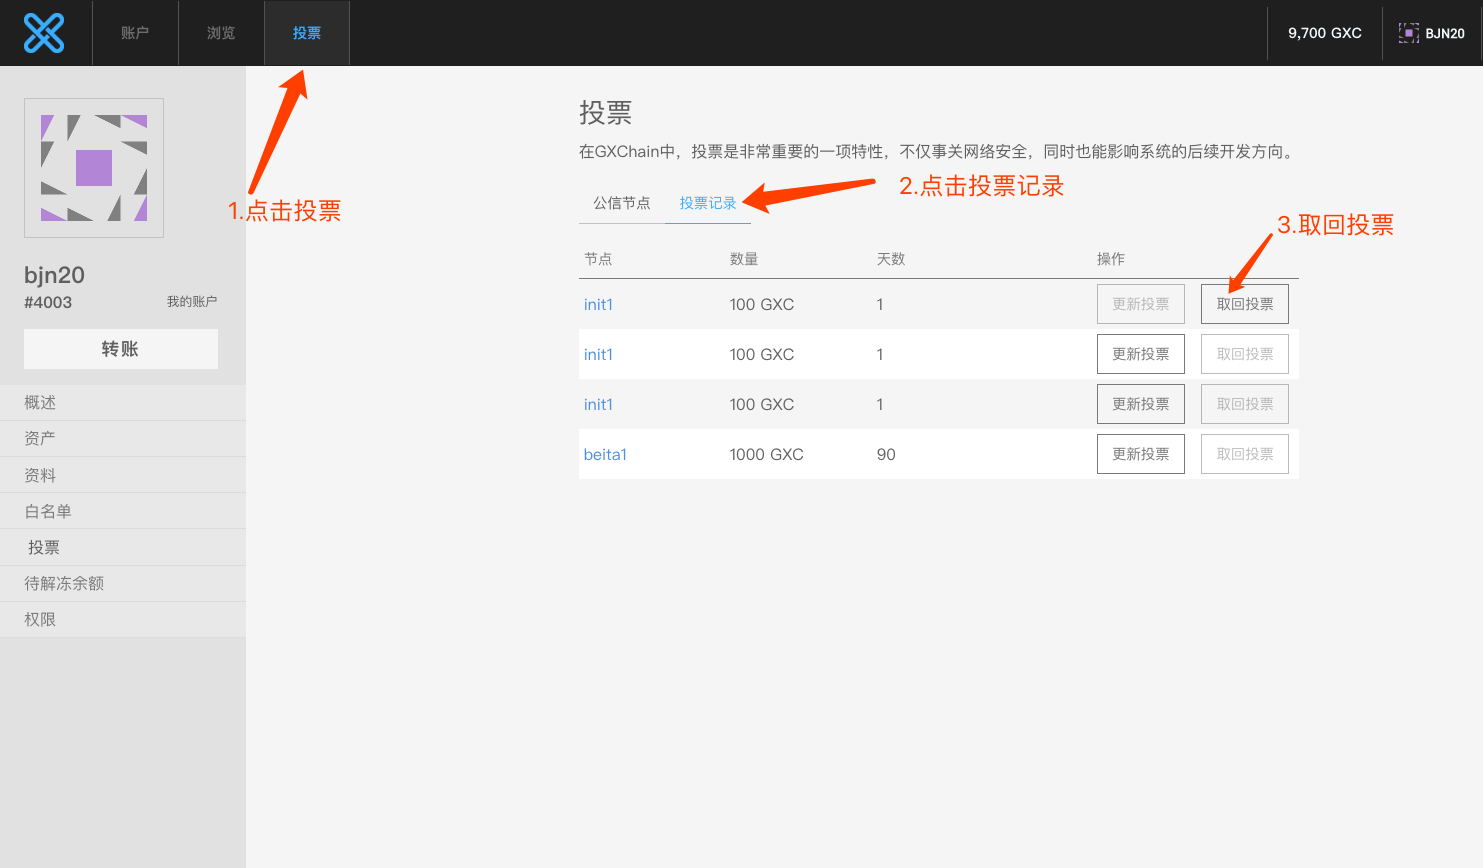 账户 浏览 投票 9,700 GXC BJN20
投票
在GXChain中，投票是非常重要的一项特性，不仅事关网络安全，同时也能影响系统的后续开发方向。
2.点击投票记录
公信节点 投票记录
1.点击投票
3.取回投票
bjn20
#4003 我的账户
转账
概述
资产
资料
白名单
投票
待解冻余额
权限
节点 数量 天数 操作
init1 100 GXC 1 更新投票 取回投票
init1 100 GXC 1 更新投票 取回投票
init1 100 GXC 1 更新投票 取回投票
beita1 1000 GXC 90 更新投票 取回投票